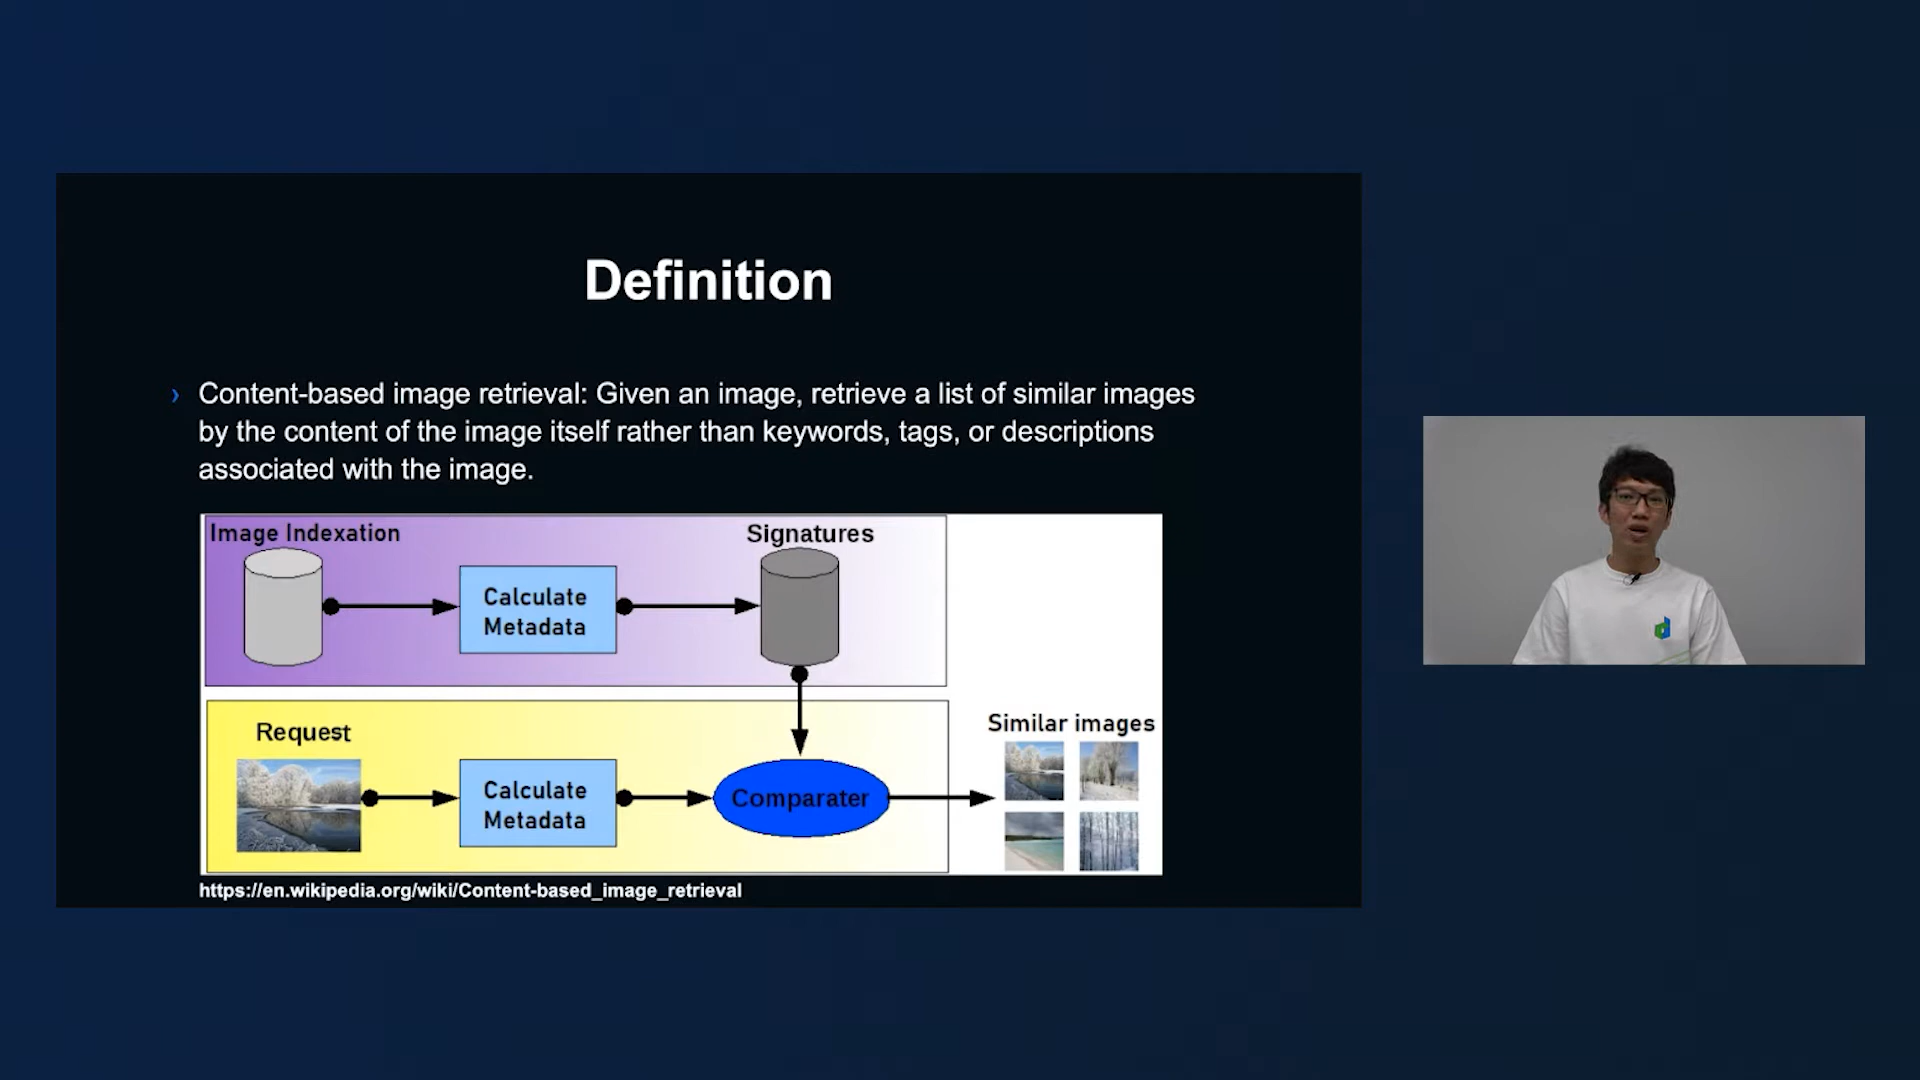 Definition
› Content-based image retrieval: Given an image, retrieve a list of similar images
by the content of the image itself rather than keywords, tags, or descriptions
associated with the image.
Image Indexation
Signatures
Calculate
Metadata
Request
Calculate
Metadata
Comparater
Similar images
https://en.wikipedia.org/wiki/Content-based_image_retrieval